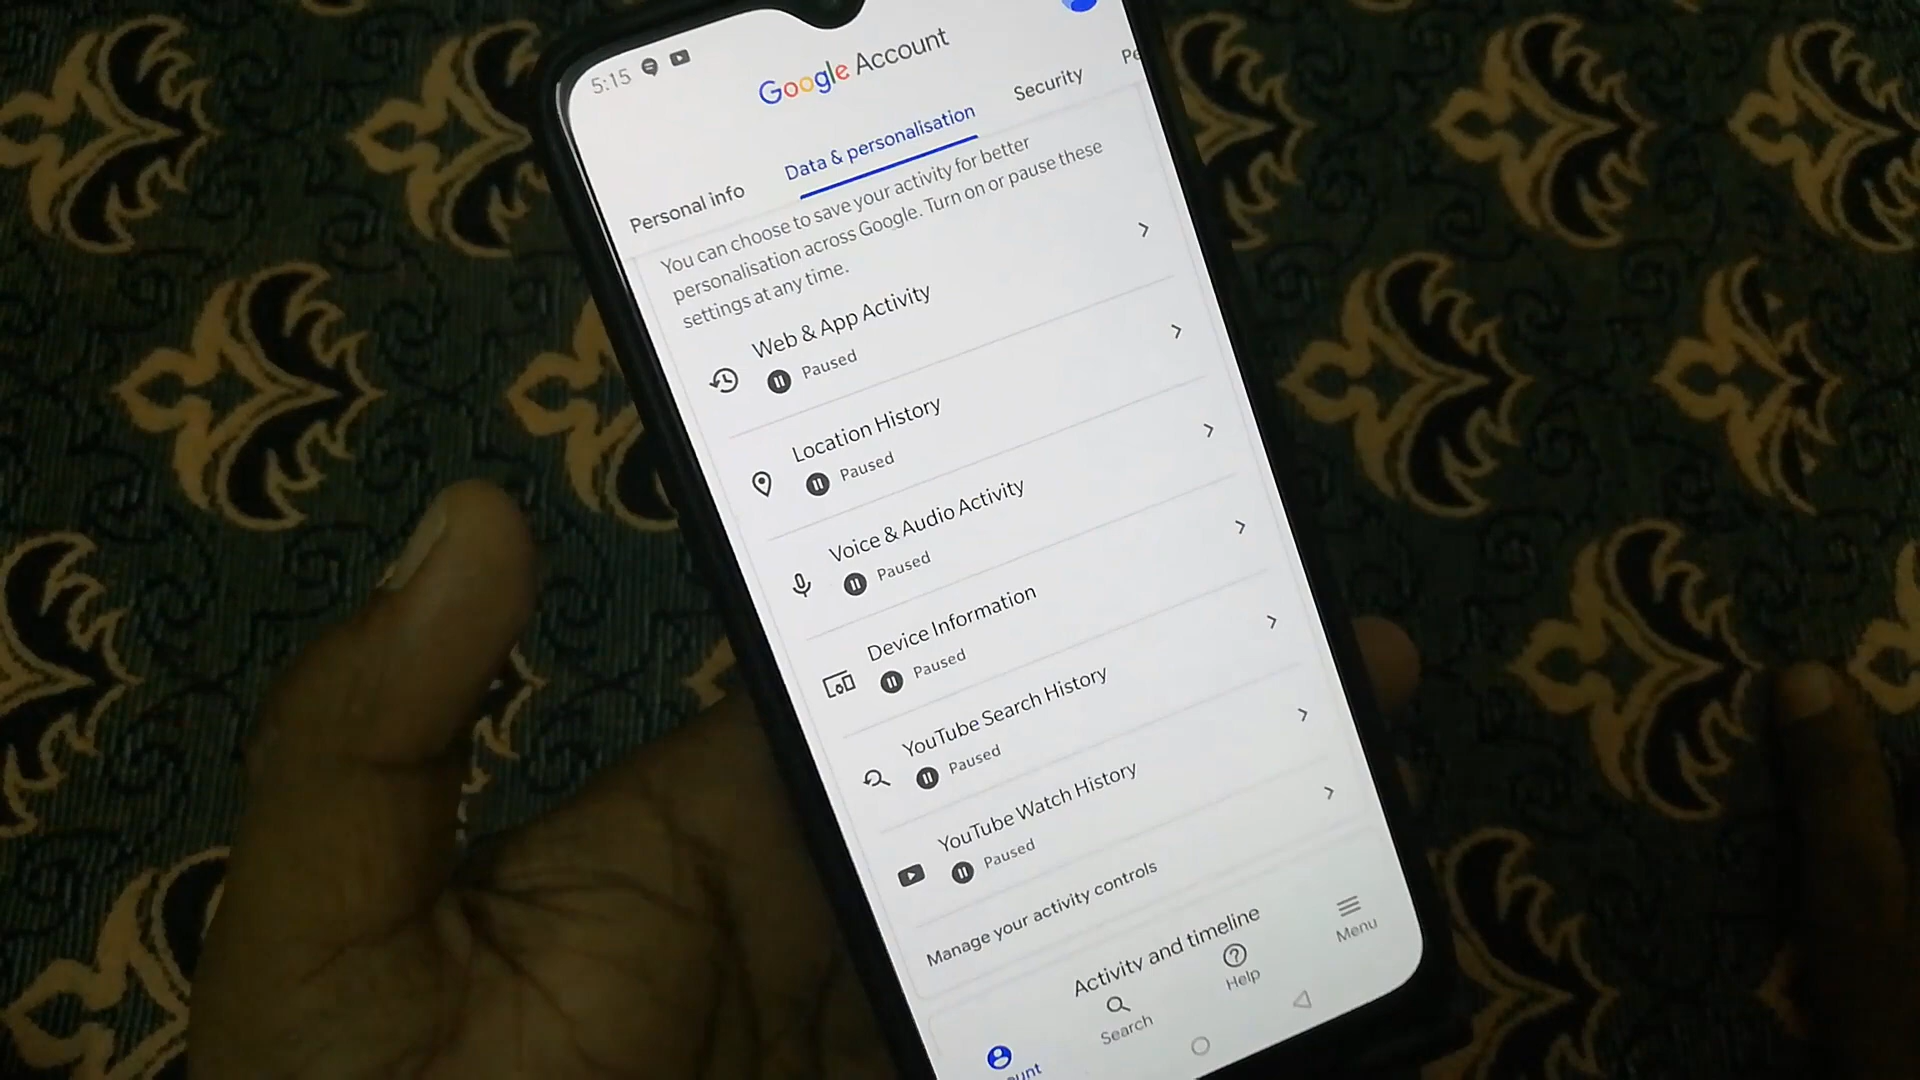 5:15
Google Account
Personal info
Data & personalisation
Security
Pe
You can choose to save your activity for better
personalisation across Google. Turn on or pause these
settings at any time.
Web & App Activity
Paused
Location History
Paused
Voice & Audio Activity
Paused
Device Information
Paused
YouTube Search History
Paused
YouTube Watch History
Paused
Manage your activity controls
Activity and timeline
ount
Search
Help
Menu